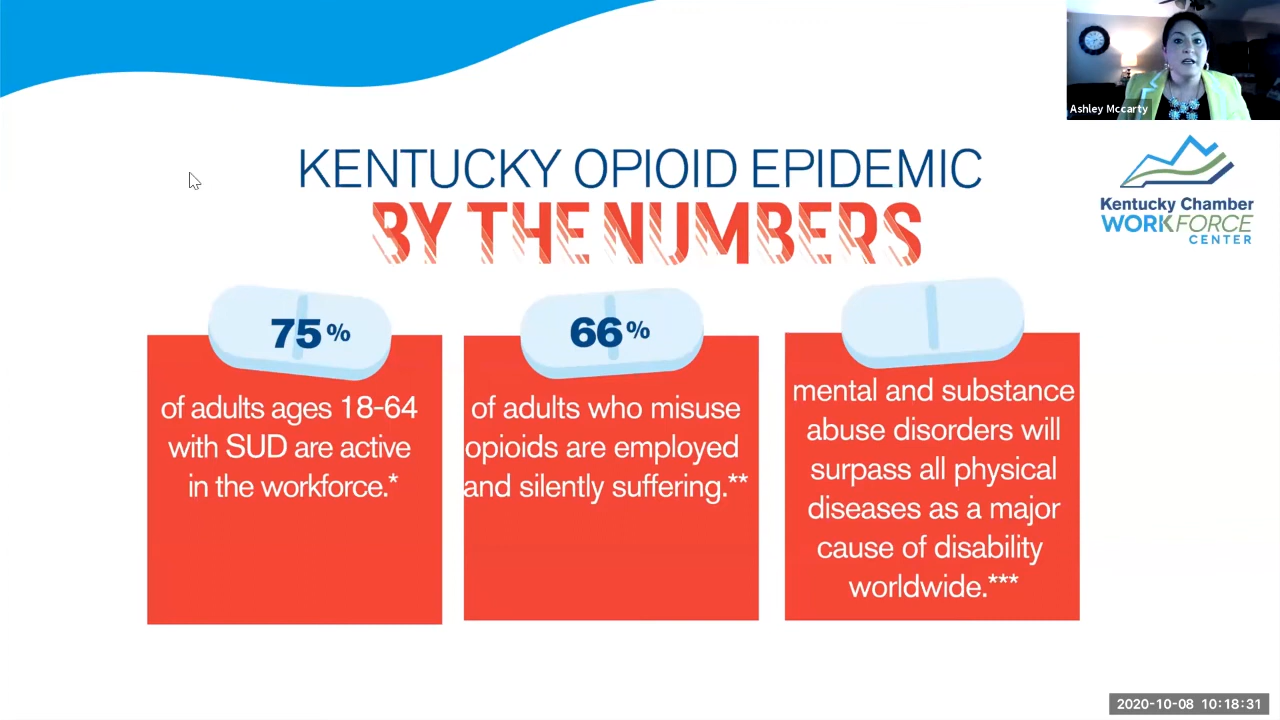 Ashley Mccarty
KENTUCKY OPIOID EPIDEMIC
BY THE NUMBERS
Kentucky Chamber
WORKFORCE
CENTER
75%
of adults ages 18-64
with SUD are active
in the workforce.*
66%
of adults who misuse
opioids are employed
and silently suffering.**
mental and substance
abuse disorders will
surpass all physical
diseases as a major
cause of disability
worldwide.***
2020-10-08 10:18:31